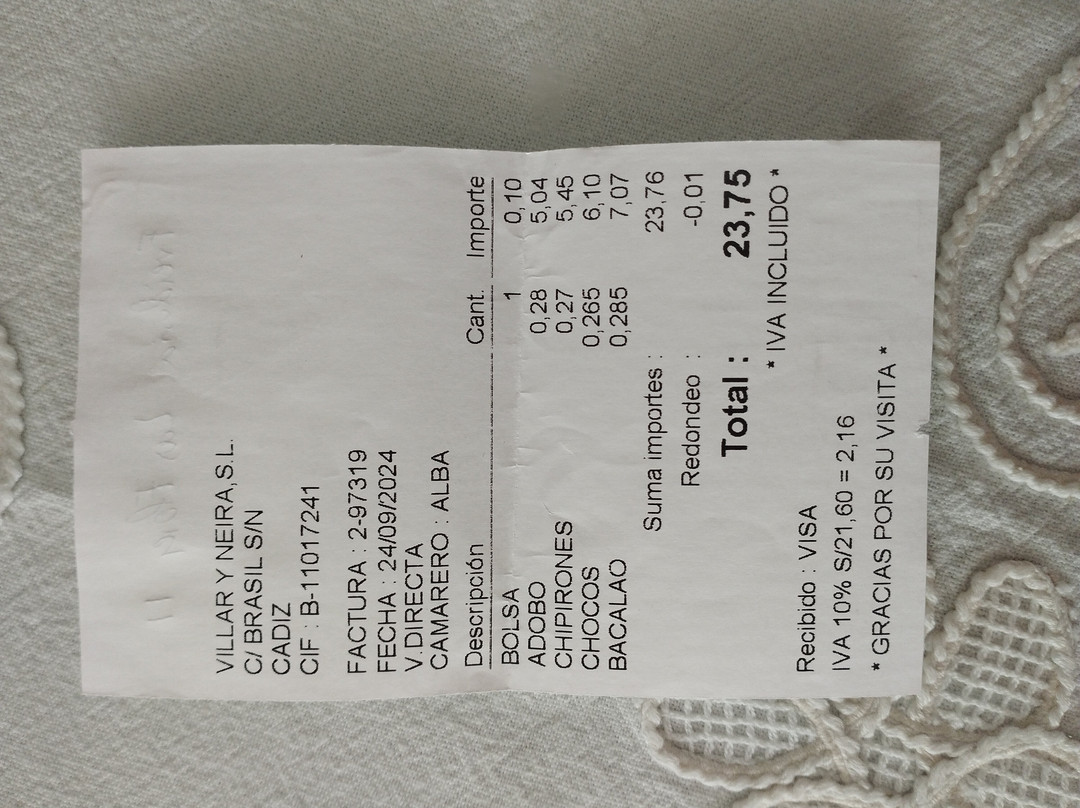 VILLAR Y NEIRA,S.L.
C/ BRASIL S/N
CADIZ
CIF : B-11017241
FACTURA : 2-97319
FECHA : 24/09/2024
V.DIRECTA
CAMARERO : ALBA
Descripción Cant. Importe
BOLSA 1 0,10
ADOBO 0,28 5,04
CHIPIRONES 0,27 5,45
CHOCOS 0,265 6,10
BACALAO 0,285 7,07
Suma importes : 23,76
Redondeo : -0,01
Total : 23,75
* IVA INCLUIDO *
Recibido : VISA
IVA 10% S/21,60 = 2,16
* GRACIAS POR SU VISITA *